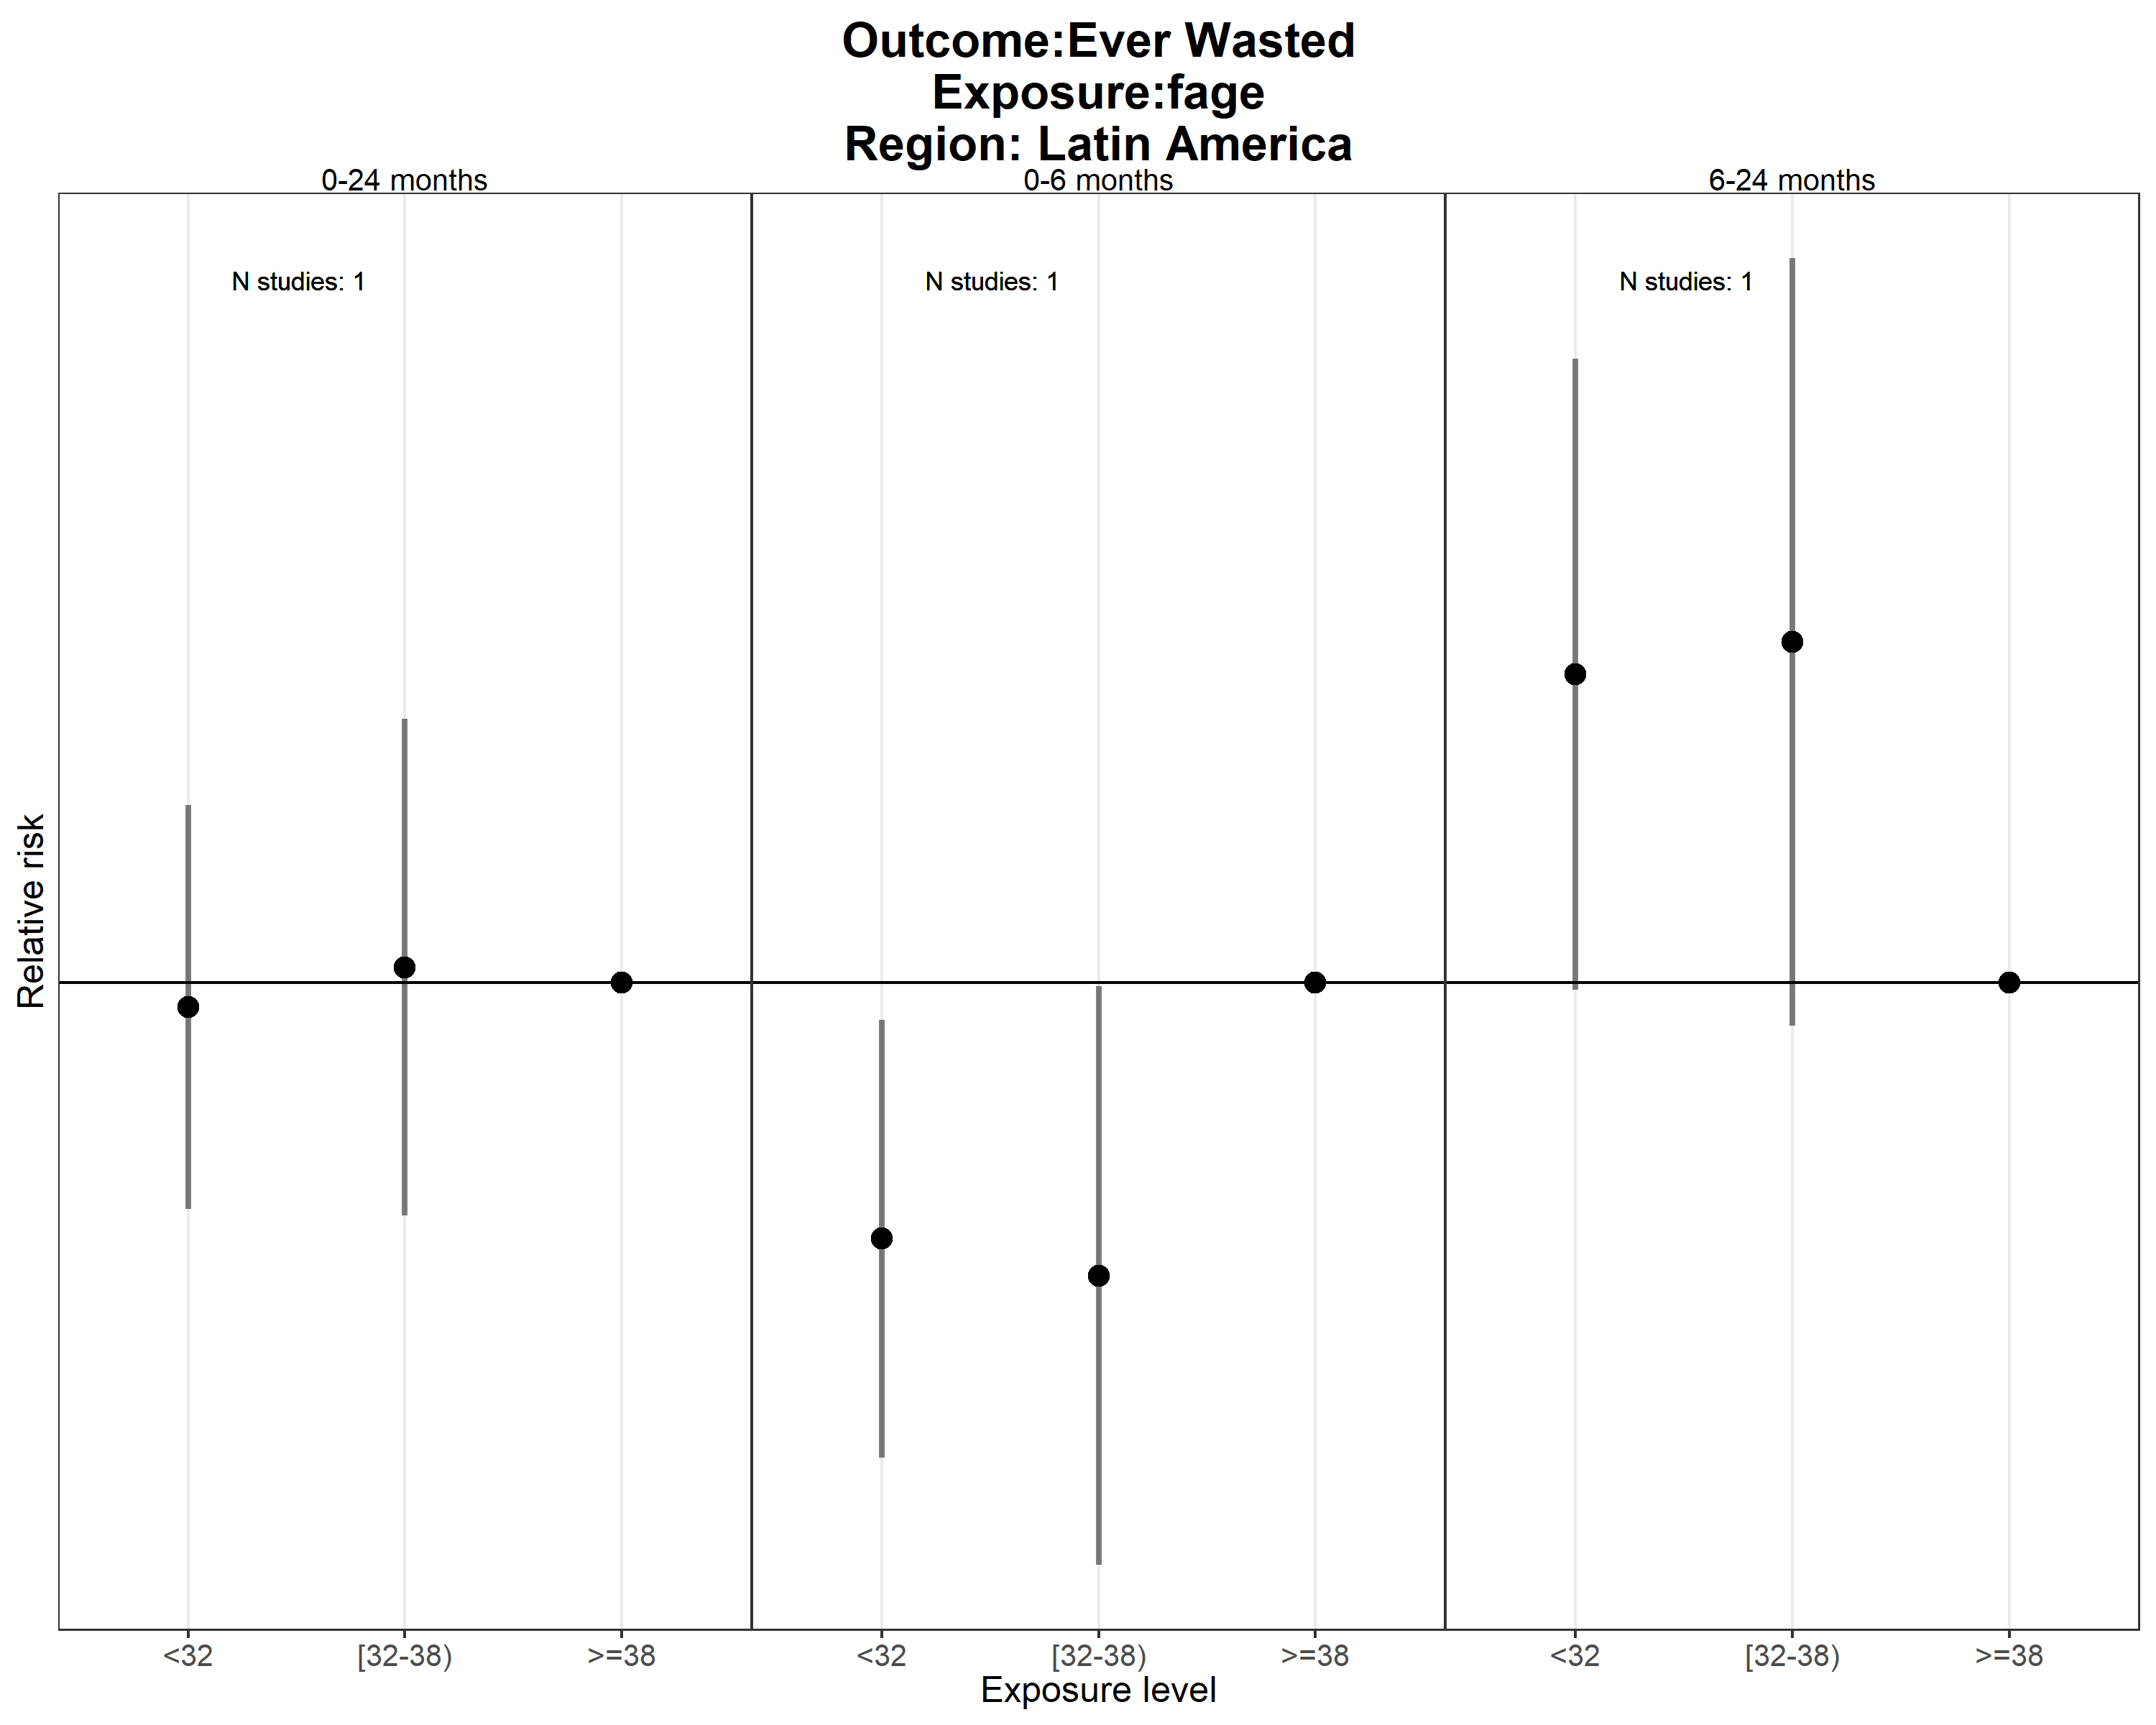 Outcome:Ever Wasted
Exposure:fage
Region: Latin America
0-24 months
0-6 months
6-24 months
N studies: 1
N studies: 1
N studies: 1
Relative risk
<32
[32-38)
>=38
<32
[32-38)
>=38
<32
[32-38)
>=38
Exposure level